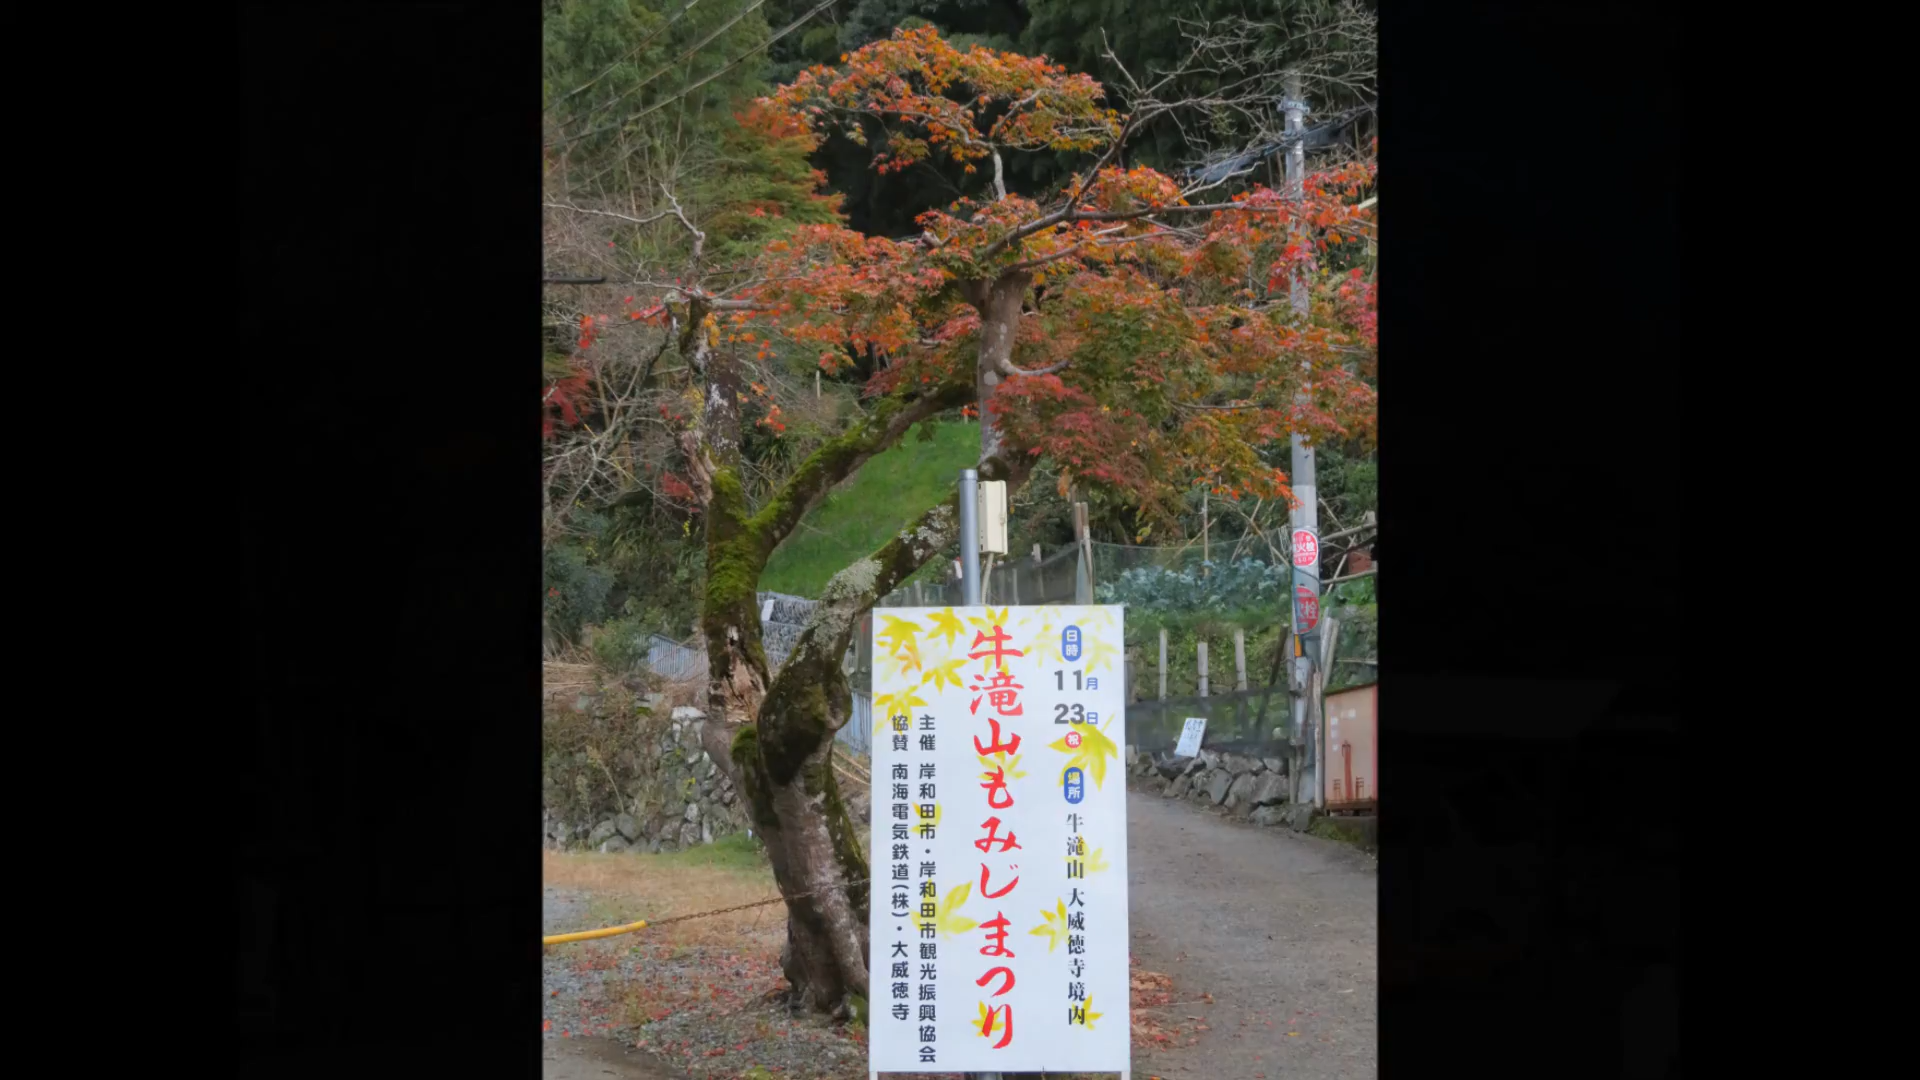 日時
11月
23日
祝
場所
牛滝山 大威徳寺境内
牛滝山もみじまつり
主催 岸和田市・岸和田市観光振興協会
協賛 南海電気鉄道(株)・大威徳寺
火栓